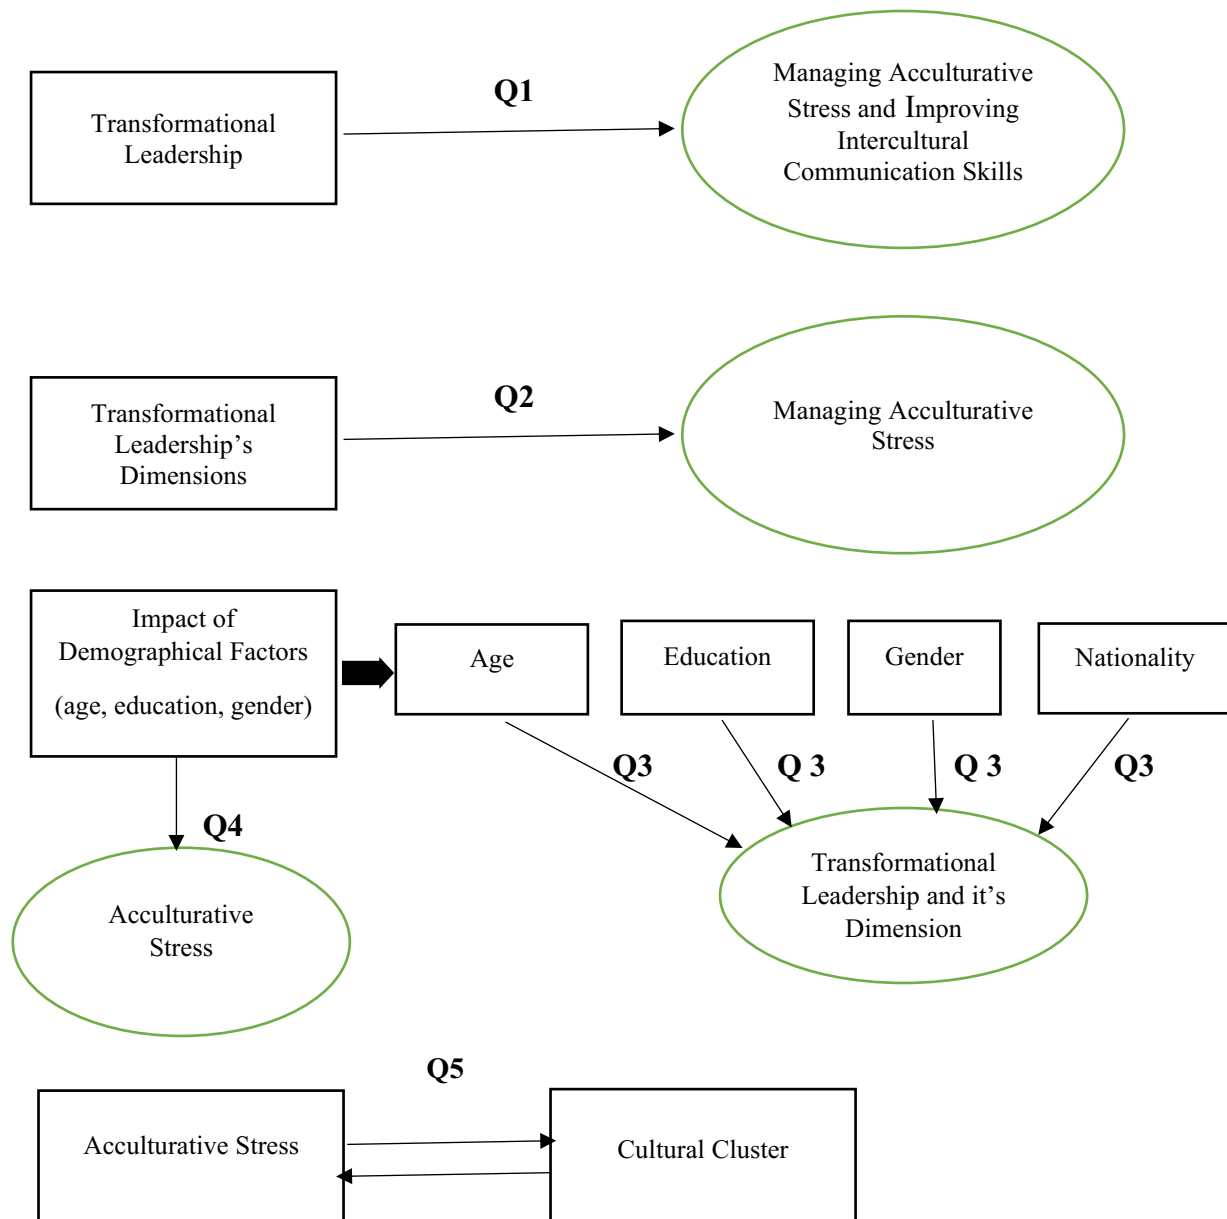 Transformational
Leadership
Q1
Managing Acculturative
Stress and Improving
Intercultural
Communication Skills
Transformational
Leadership’s
Dimensions
Q2
Managing Acculturative
Stress
Impact of
Demographical Factors
(age, education, gender)
Age
Education
Gender
Nationality
Q3
Q 3
Q 3
Q3
Q4
Acculturative
Stress
Transformational
Leadership and it’s
Dimension
Q5
Acculturative Stress
Cultural Cluster